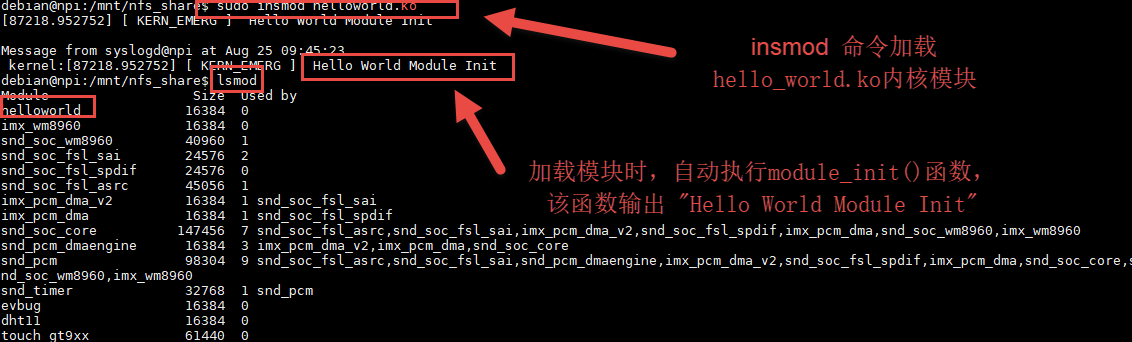 debian@npi:/mnt/nfs_share$ sudo insmod helloworld.ko
[87218.952752] [ KERN_EMERG ]  Hello World Module Init
Message from syslogd@npi at Aug 25 09:45:23
 kernel:[87218.952752] [ KERN_EMERG ]  Hello World Module Init
debian@npi:/mnt/nfs_share$ lsmod
Module                  Size  Used by
helloworld             16384  0
imx_wm8960             16384  0
snd_soc_wm8960         40960  1
snd_soc_fsl_sai        24576  2
snd_soc_fsl_spdif      24576  0
snd_soc_fsl_asrc       45056  1
imx_pcm_dma_v2         16384  1 snd_soc_fsl_sai
imx_pcm_dma            16384  1 snd_soc_fsl_spdif
snd_soc_core          147456  7 snd_soc_fsl_asrc,snd_soc_fsl_sai,imx_pcm_dma_v2,snd_soc_fsl_spdif,imx_pcm_dma,snd_soc_wm8960,imx_wm8960
snd_pcm_dmaengine      16384  3 imx_pcm_dma_v2,imx_pcm_dma,snd_soc_core
snd_pcm                98304  9 snd_soc_fsl_asrc,snd_soc_fsl_sai,snd_pcm_dmaengine,imx_pcm_dma_v2,snd_soc_fsl_spdif,imx_pcm_dma,snd_soc_core,s
nd_soc_wm8960,imx_wm8960
snd_timer              32768  1 snd_pcm
evbug                  16384  0
dht11                  16384  0
touch_gt9xx            61440  0
insmod 命令加载
hello_world.ko内核模块
加载模块时，自动执行module_init()函数，
该函数输出 "Hello World Module Init"